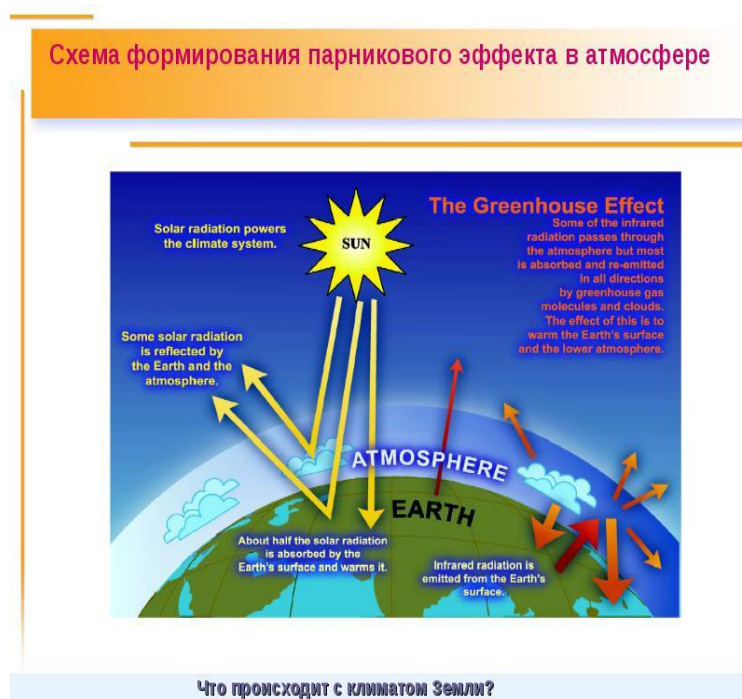 Схема формирования парникового эффекта в атмосфере
The Greenhouse Effect
Some of the infrared
radiation passes through
the atmosphere but most
is absorbed and re-emitted
in all directions
by greenhouse gas
molecules and clouds.
The effect of this is to
warm the Earth's surface
and the lower atmosphere.
Solar radiation powers
the climate system.
SUN
Some solar radiation
is reflected by
the Earth and the
atmosphere.
ATMOSPHERE
EARTH
About half the solar radiation
is absorbed by the
Earth's surface and warms it.
Infrared radiation is
emitted from the Earth's
surface.
Что происходит с климатом Земли?